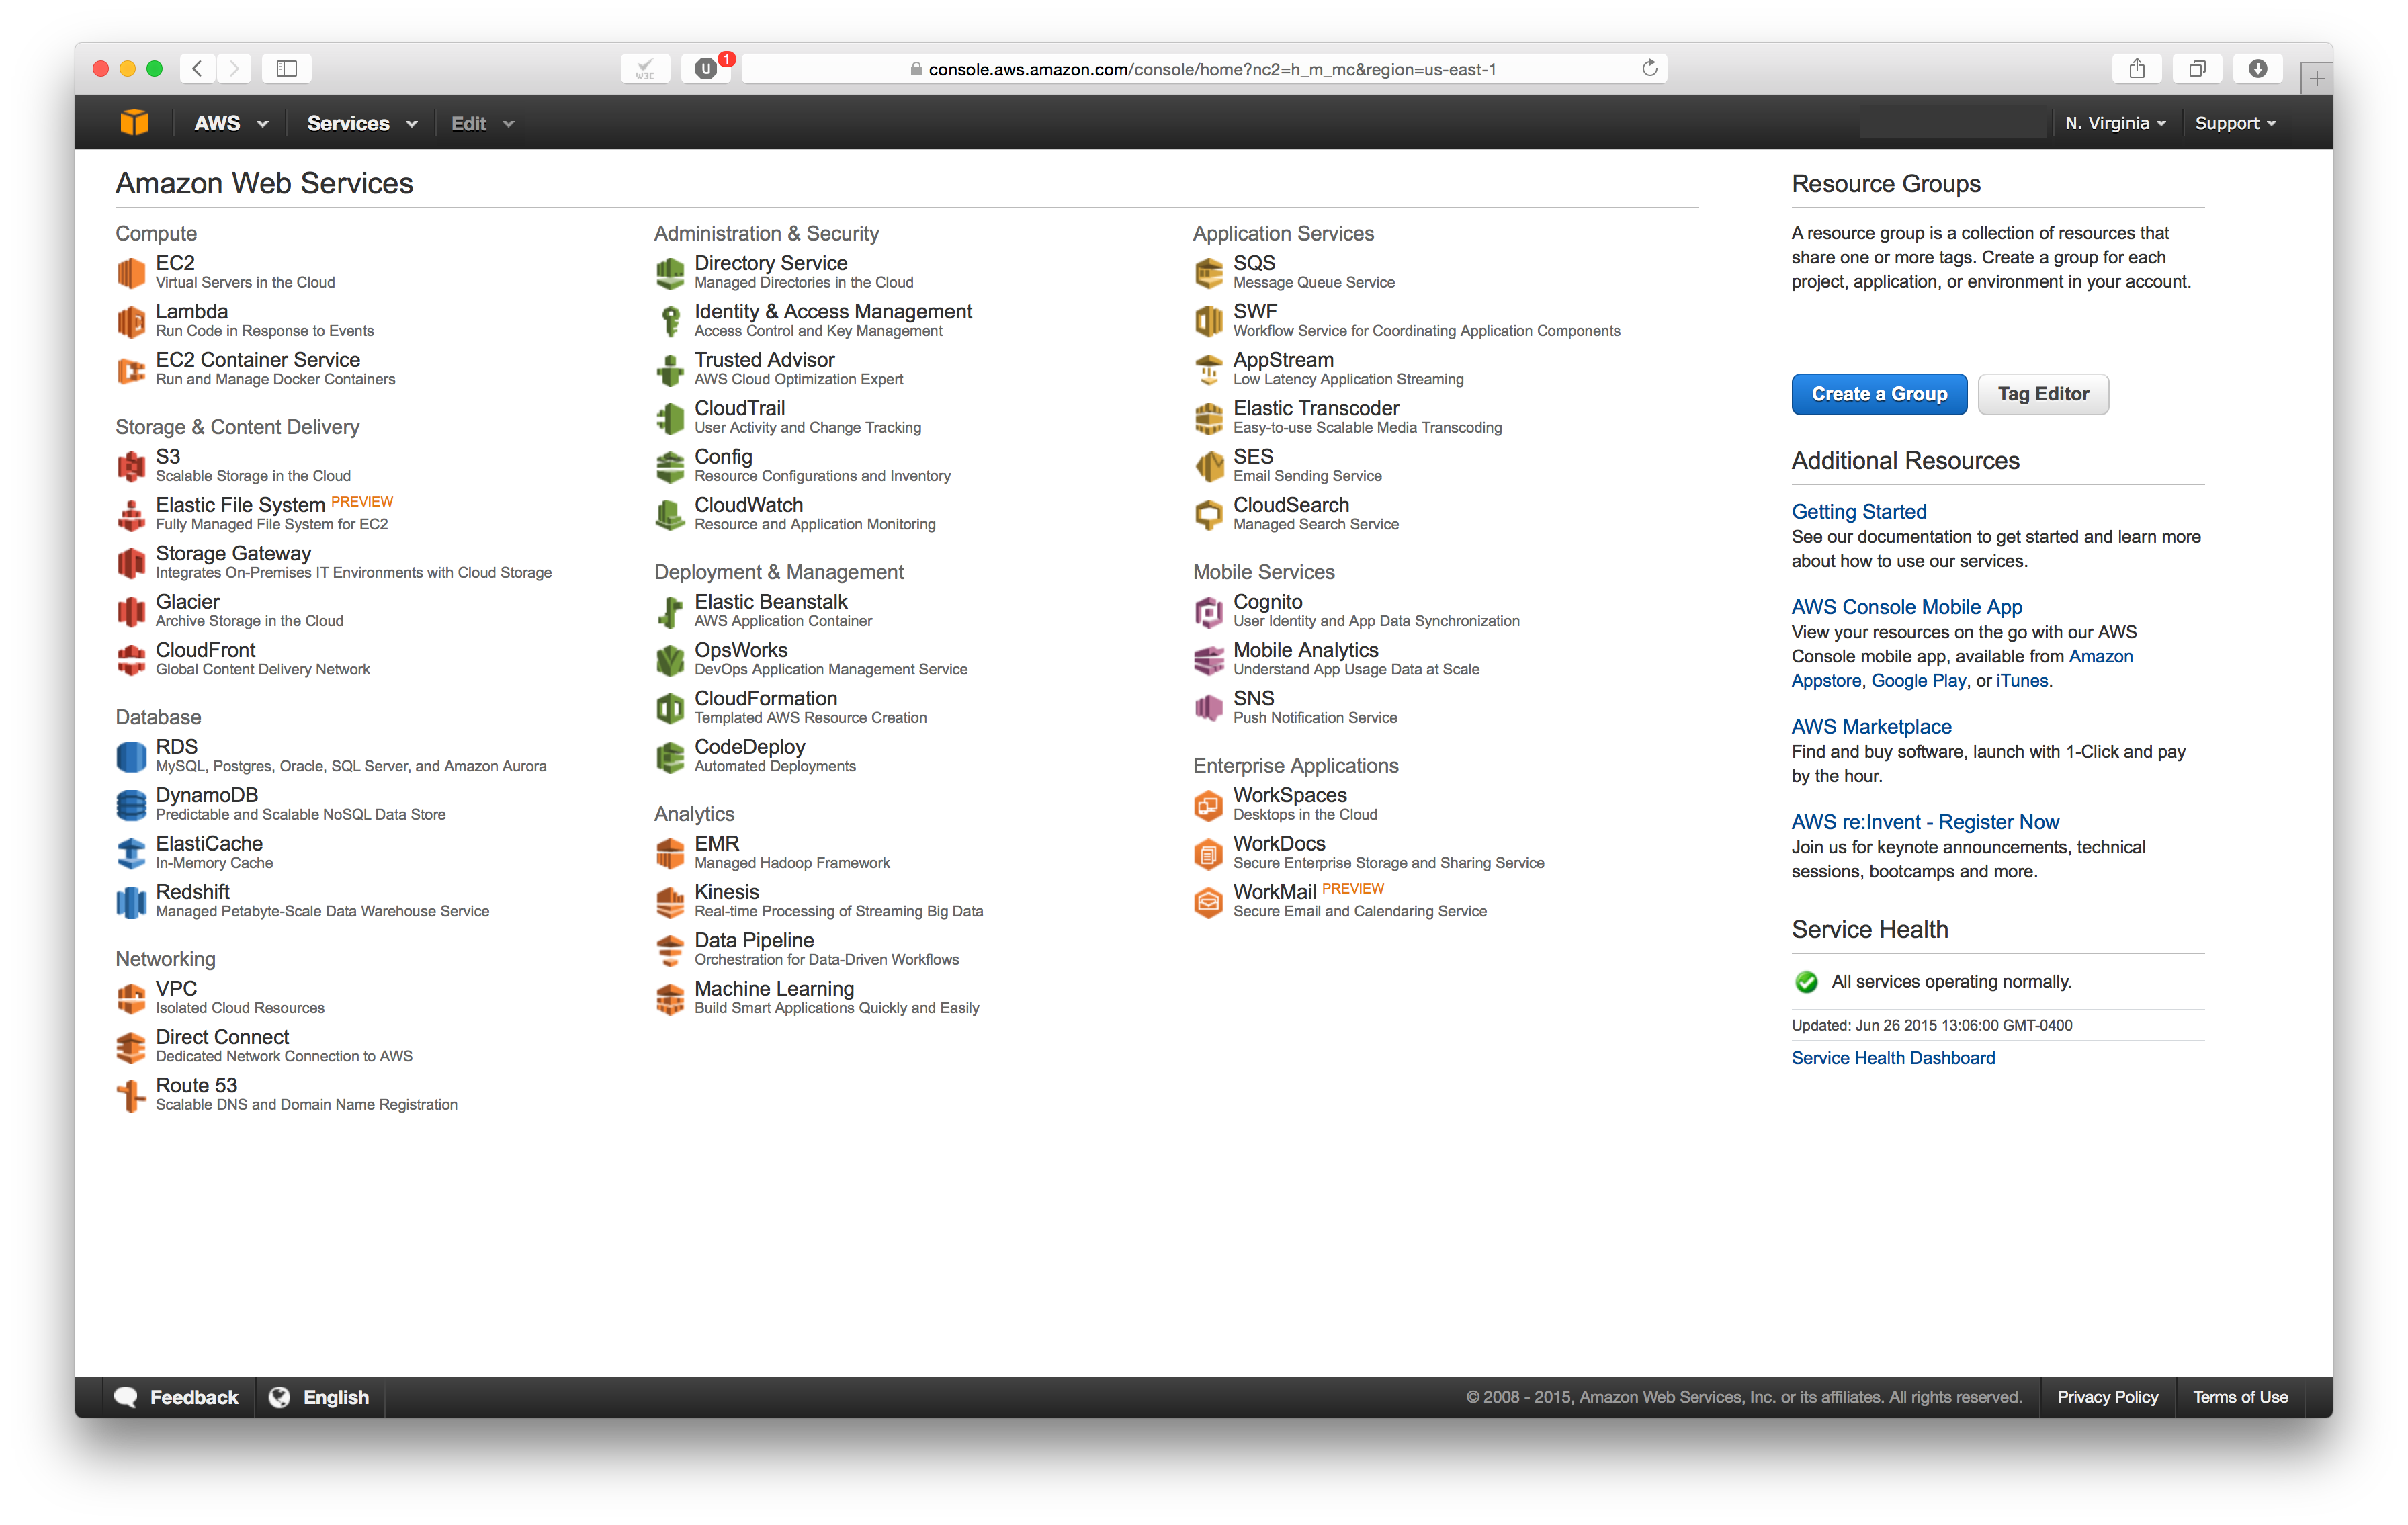 W3C
U
1
console.aws.amazon.com/console/home?nc2=h_m_mc&region=us-east-1
AWS
Services
Edit
N. Virginia
Support
Amazon Web Services
Compute
EC2
Virtual Servers in the Cloud
Lambda
Run Code in Response to Events
EC2 Container Service
Run and Manage Docker Containers
Storage & Content Delivery
S3
Scalable Storage in the Cloud
Elastic File System PREVIEW
Fully Managed File System for EC2
Storage Gateway
Integrates On-Premises IT Environments with Cloud Storage
Glacier
Archive Storage in the Cloud
CloudFront
Global Content Delivery Network
Database
RDS
MySQL, Postgres, Oracle, SQL Server, and Amazon Aurora
DynamoDB
Predictable and Scalable NoSQL Data Store
ElastiCache
In-Memory Cache
Redshift
Managed Petabyte-Scale Data Warehouse Service
Networking
VPC
Isolated Cloud Resources
Direct Connect
Dedicated Network Connection to AWS
Route 53
Scalable DNS and Domain Name Registration
Administration & Security
Directory Service
Managed Directories in the Cloud
Identity & Access Management
Access Control and Key Management
Trusted Advisor
AWS Cloud Optimization Expert
CloudTrail
User Activity and Change Tracking
Config
Resource Configurations and Inventory
CloudWatch
Resource and Application Monitoring
Deployment & Management
Elastic Beanstalk
AWS Application Container
OpsWorks
DevOps Application Management Service
CloudFormation
Templated AWS Resource Creation
CodeDeploy
Automated Deployments
Analytics
EMR
Managed Hadoop Framework
Kinesis
Real-time Processing of Streaming Big Data
Data Pipeline
Orchestration for Data-Driven Workflows
Machine Learning
Build Smart Applications Quickly and Easily
Application Services
SQS
Message Queue Service
SWF
Workflow Service for Coordinating Application Components
AppStream
Low Latency Application Streaming
Elastic Transcoder
Easy-to-use Scalable Media Transcoding
SES
Email Sending Service
CloudSearch
Managed Search Service
Mobile Services
Cognito
User Identity and App Data Synchronization
Mobile Analytics
Understand App Usage Data at Scale
SNS
Push Notification Service
Enterprise Applications
WorkSpaces
Desktops in the Cloud
WorkDocs
Secure Enterprise Storage and Sharing Service
WorkMail PREVIEW
Secure Email and Calendaring Service
Resource Groups
A resource group is a collection of resources that
share one or more tags. Create a group for each
project, application, or environment in your account.
Create a Group
Tag Editor
Additional Resources
Getting Started
See our documentation to get started and learn more
about how to use our services.
AWS Console Mobile App
View your resources on the go with our AWS
Console mobile app, available from Amazon
Appstore, Google Play, or iTunes.
AWS Marketplace
Find and buy software, launch with 1-Click and pay
by the hour.
AWS re:Invent - Register Now
Join us for keynote announcements, technical
sessions, bootcamps and more.
Service Health
All services operating normally.
Updated: Jun 26 2015 13:06:00 GMT-0400
Service Health Dashboard
Feedback
English
© 2008 - 2015, Amazon Web Services, Inc. or its affiliates. All rights reserved.
Privacy Policy
Terms of Use